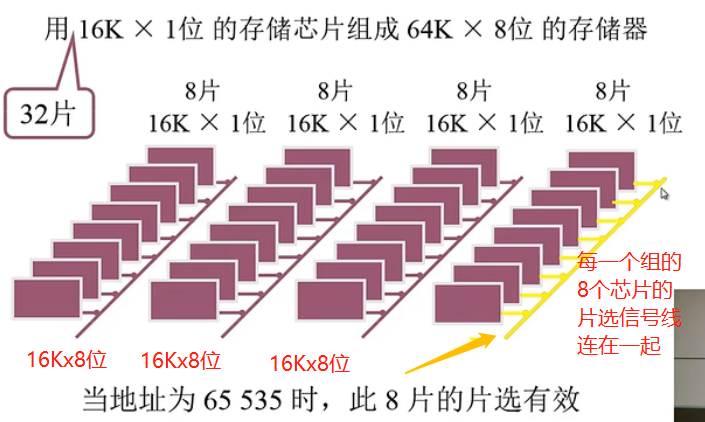 用 16K × 1位 的存储芯片组成 64K × 8位 的存储器
32片
8片 8片 8片 8片
16K × 1位 16K × 1位 16K × 1位 16K × 1位
每一个组的
8个芯片的
片选信号线
连在一起
16Kx8位 16Kx8位 16Kx8位
当地址为 65 535 时，此 8 片的片选有效